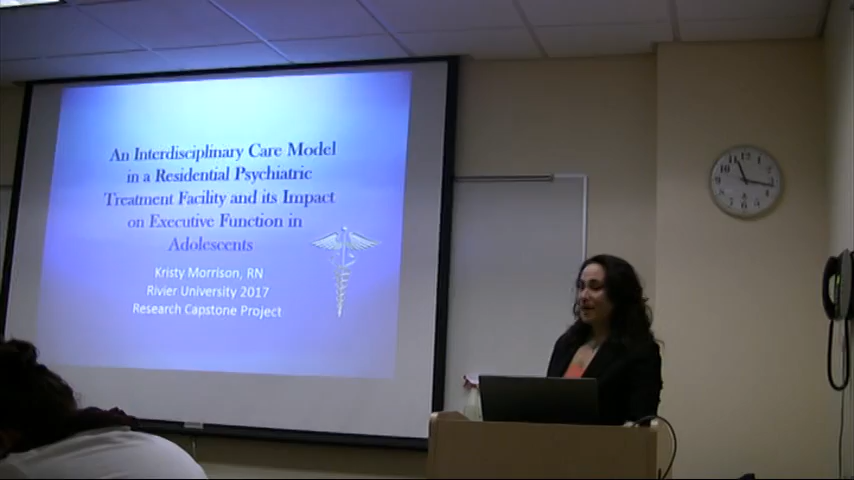 An Interdisciplinary Care Model
in a Residential Psychiatric
Treatment Facility and its Impact
on Executive Function in
Adolescents
Kristy Morrison, RN
Rivier University 2017
Research Capstone Project